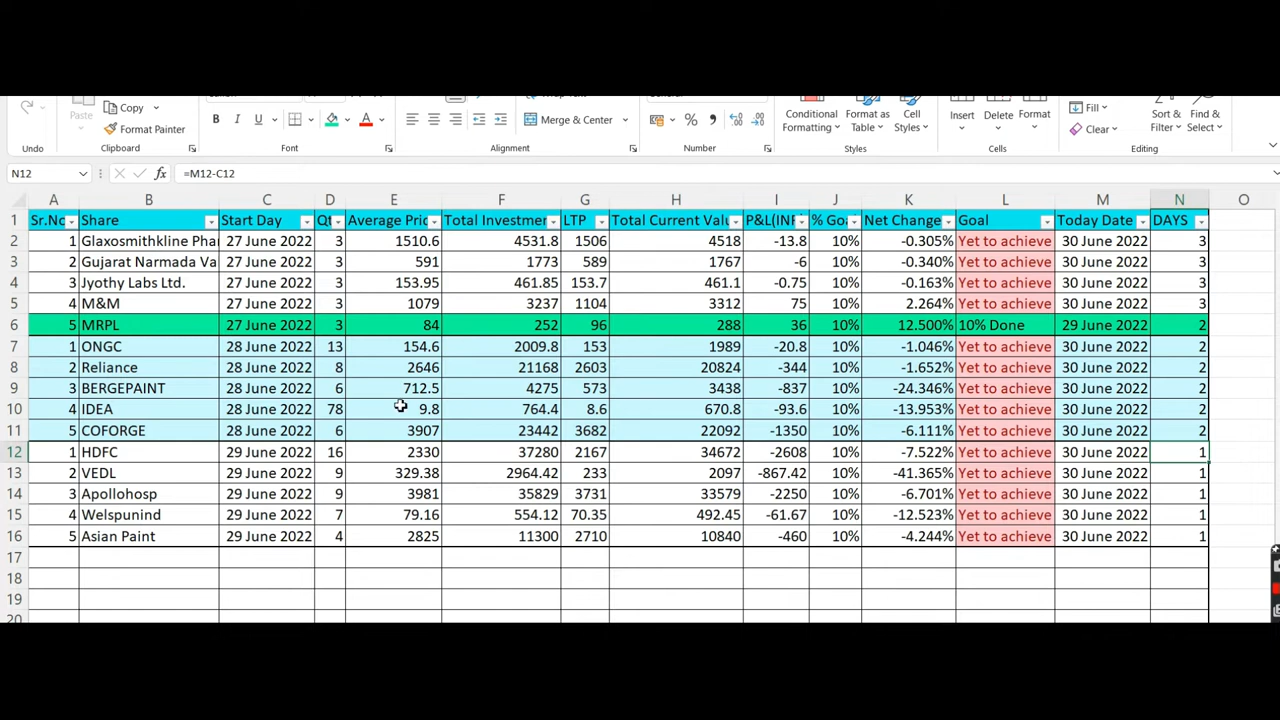 Copy
Paste
Format Painter
B I U
Merge & Center
Conditional Formatting
Format as Table
Cell Styles
Insert
Delete
Format
Fill
Clear
Sort & Filter
Find & Select
Undo
Clipboard
Font
Alignment
Number
Styles
Cells
Editing
N12 fx =M12-C12
A B C D E F G H I J K L M N O
1 Sr.No Share Start Day Qt Average Pric Total Investmen LTP Total Current Valu P&L(INR % Goa Net Change Goal Today Date DAYS
2 1 Glaxosmithkline Phar 27 June 2022 3 1510.6 4531.8 1506 4518 -13.8 10% -0.305% Yet to achieve 30 June 2022 3
3 2 Gujarat Narmada Va 27 June 2022 3 591 1773 589 1767 -6 10% -0.340% Yet to achieve 30 June 2022 3
4 3 Jyothy Labs Ltd. 27 June 2022 3 153.95 461.85 153.7 461.1 -0.75 10% -0.163% Yet to achieve 30 June 2022 3
5 4 M&M 27 June 2022 3 1079 3237 1104 3312 75 10% 2.264% Yet to achieve 30 June 2022 3
6 5 MRPL 27 June 2022 3 84 252 96 288 36 10% 12.500% 10% Done 29 June 2022 2
7 1 ONGC 28 June 2022 13 154.6 2009.8 153 1989 -20.8 10% -1.046% Yet to achieve 30 June 2022 2
8 2 Reliance 28 June 2022 8 2646 21168 2603 20824 -344 10% -1.652% Yet to achieve 30 June 2022 2
9 3 BERGEPAINT 28 June 2022 6 712.5 4275 573 3438 -837 10% -24.346% Yet to achieve 30 June 2022 2
10 4 IDEA 28 June 2022 78 9.8 764.4 8.6 670.8 -93.6 10% -13.953% Yet to achieve 30 June 2022 2
11 5 COFORGE 28 June 2022 6 3907 23442 3682 22092 -1350 10% -6.111% Yet to achieve 30 June 2022 2
12 1 HDFC 29 June 2022 16 2330 37280 2167 34672 -2608 10% -7.522% Yet to achieve 30 June 2022 1
13 2 VEDL 29 June 2022 9 329.38 2964.42 233 2097 -867.42 10% -41.365% Yet to achieve 30 June 2022 1
14 3 Apollohosp 29 June 2022 9 3981 35829 3731 33579 -2250 10% -6.701% Yet to achieve 30 June 2022 1
15 4 Welspunind 29 June 2022 7 79.16 554.12 70.35 492.45 -61.67 10% -12.523% Yet to achieve 30 June 2022 1
16 5 Asian Paint 29 June 2022 4 2825 11300 2710 10840 -460 10% -4.244% Yet to achieve 30 June 2022 1
17
18
19
20